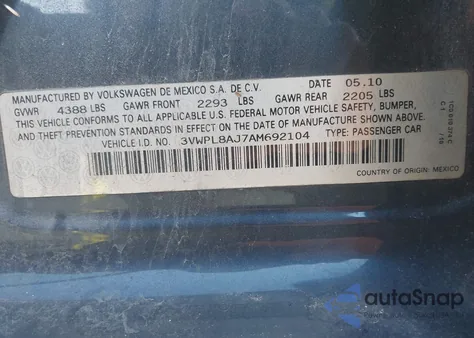 MANUFACTURED BY VOLKSWAGEN DE MEXICO S.A. DE C.V. DATE 05.10
GVWR 4388 LBS GAWR FRONT 2293 LBS GAWR REAR 2205 LBS
THIS VEHICLE CONFORMS TO ALL APPLICABLE U.S. FEDERAL MOTOR VEHICLE SAFETY, BUMPER,
AND THEFT PREVENTION STANDARDS IN EFFECT ON THE DATE OF MANUFACTURE SHOWN ABOVE.
VEHICLE I.D. NO. 3VWPL8AJ7AM692104 TYPE: PASSENGER CAR
COUNTRY OF ORIGIN: MEXICO
autoSnap